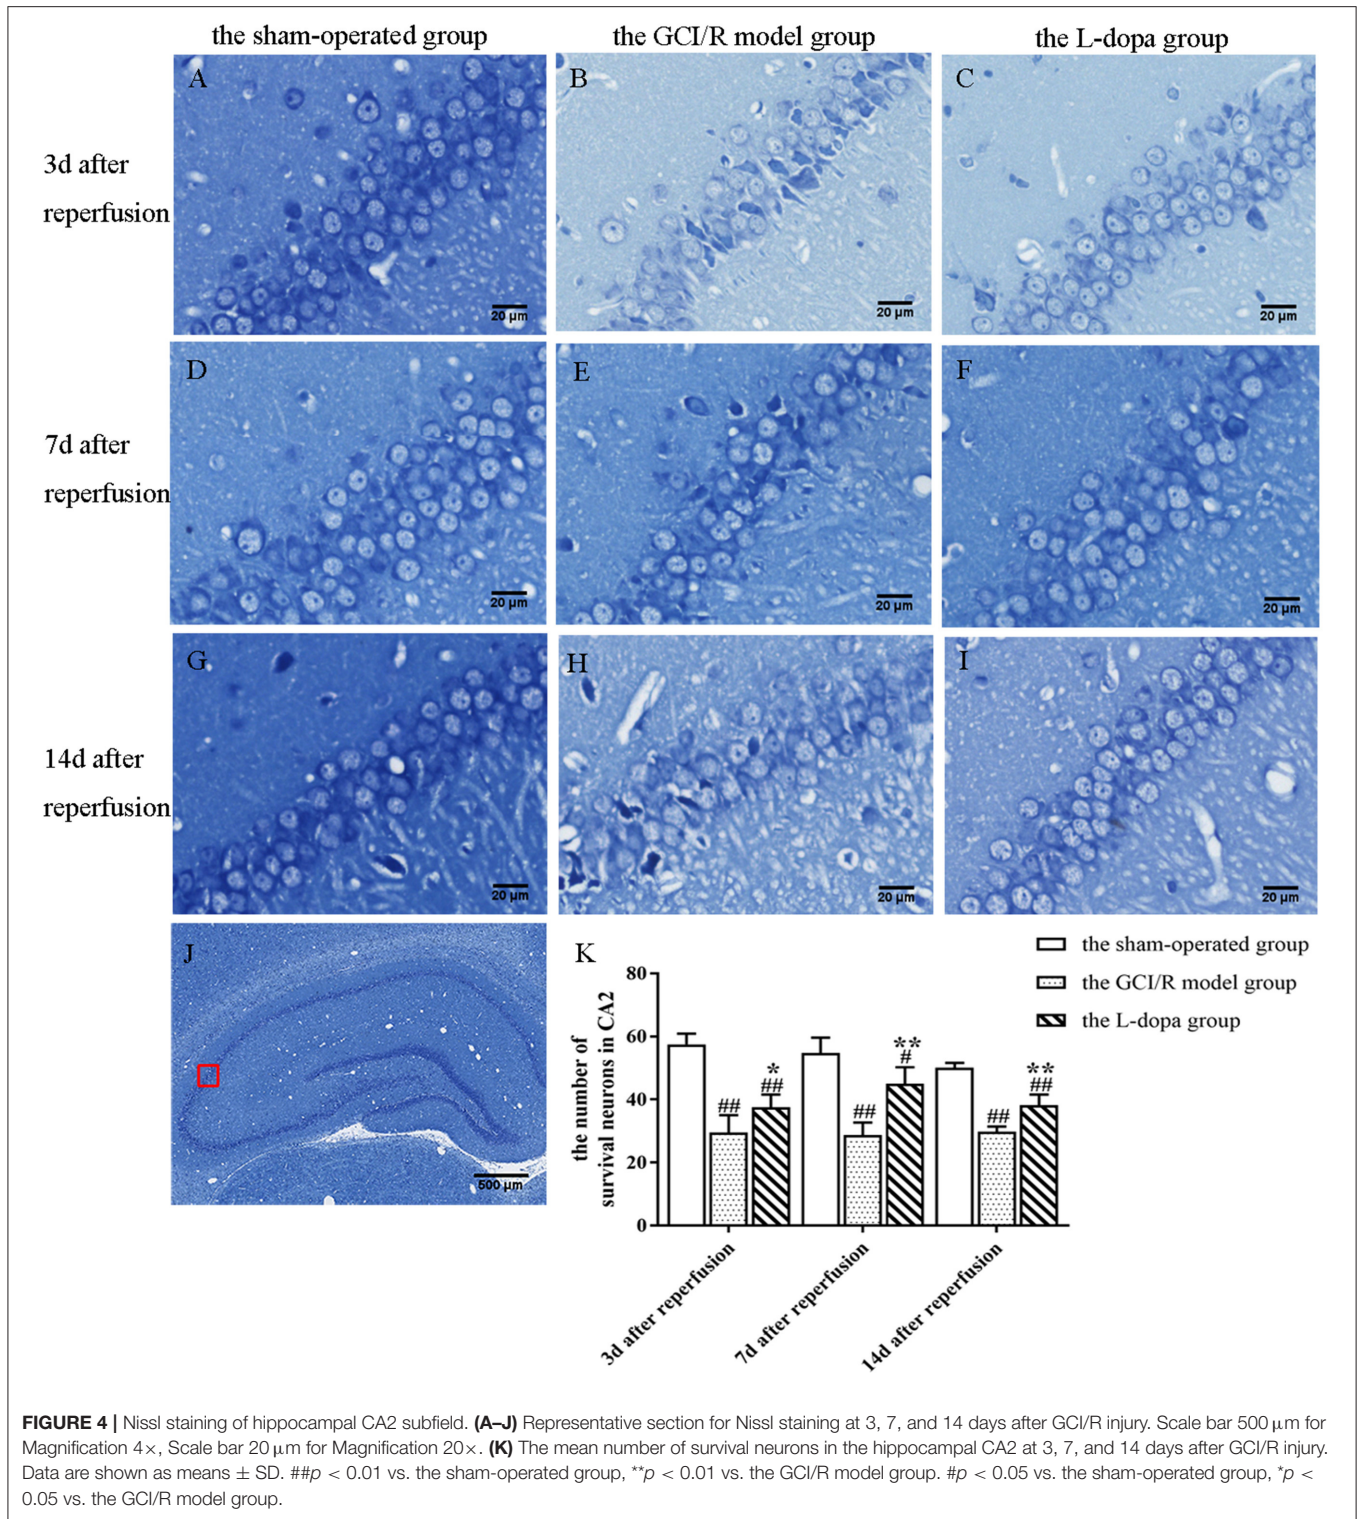 the sham-operated group
the GCI/R model group
the L-dopa group
A
B
C
3d after
reperfusion
20 μm
20 μm
20 μm
D
E
F
7d after
reperfusion
20 μm
20 μm
20 μm
G
H
I
14d after
reperfusion
20 μm
20 μm
20 μm
J
500 μm
K
the sham-operated group
the GCI/R model group
the L-dopa group
the number of
survival neurons in CA2
80
60
40
20
0
##
*
##
##
**
#
##
**
##
3d after reperfusion
7d after reperfusion
14d after reperfusion
FIGURE 4 | Nissl staining of hippocampal CA2 subfield. (A–J) Representative section for Nissl staining at 3, 7, and 14 days after GCI/R injury. Scale bar 500 μm for
Magnification 4×, Scale bar 20 μm for Magnification 20×. (K) The mean number of survival neurons in the hippocampal CA2 at 3, 7, and 14 days after GCI/R injury.
Data are shown as means ± SD. ##p < 0.01 vs. the sham-operated group, **p < 0.01 vs. the GCI/R model group. #p < 0.05 vs. the sham-operated group, *p <
0.05 vs. the GCI/R model group.